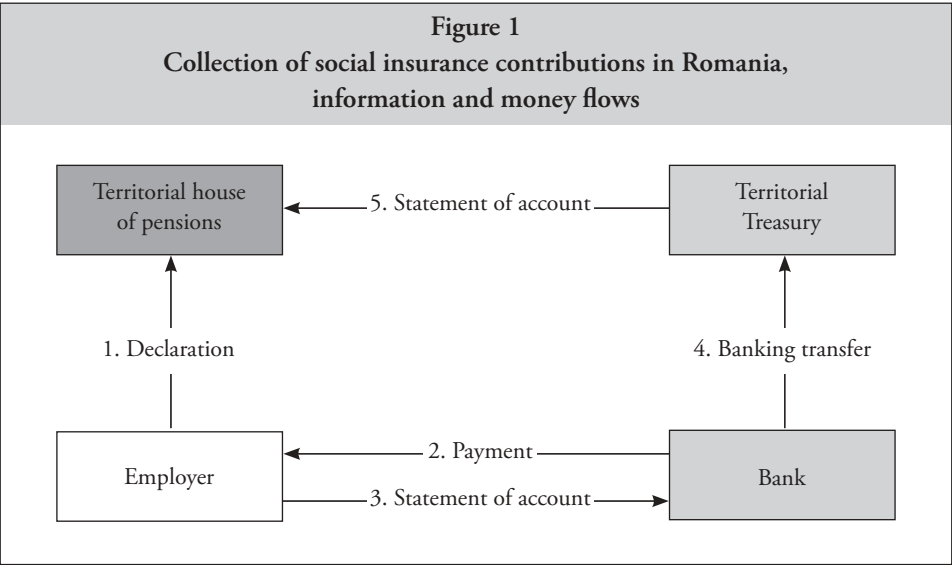 Figure 1
Collection of social insurance contributions in Romania,
information and money flows
Territorial house
of pensions
5. Statement of account
Territorial
Treasury
1. Declaration
4. Banking transfer
Employer
2. Payment
3. Statement of account
Bank